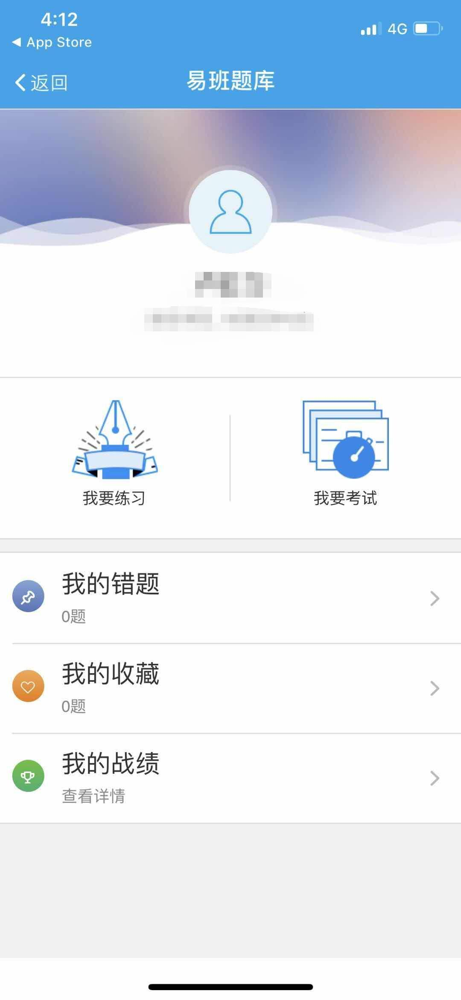 4:12
4G
App Store
返回
易班题库
我要练习
我要考试
我的错题
0题
我的收藏
0题
我的战绩
查看详情